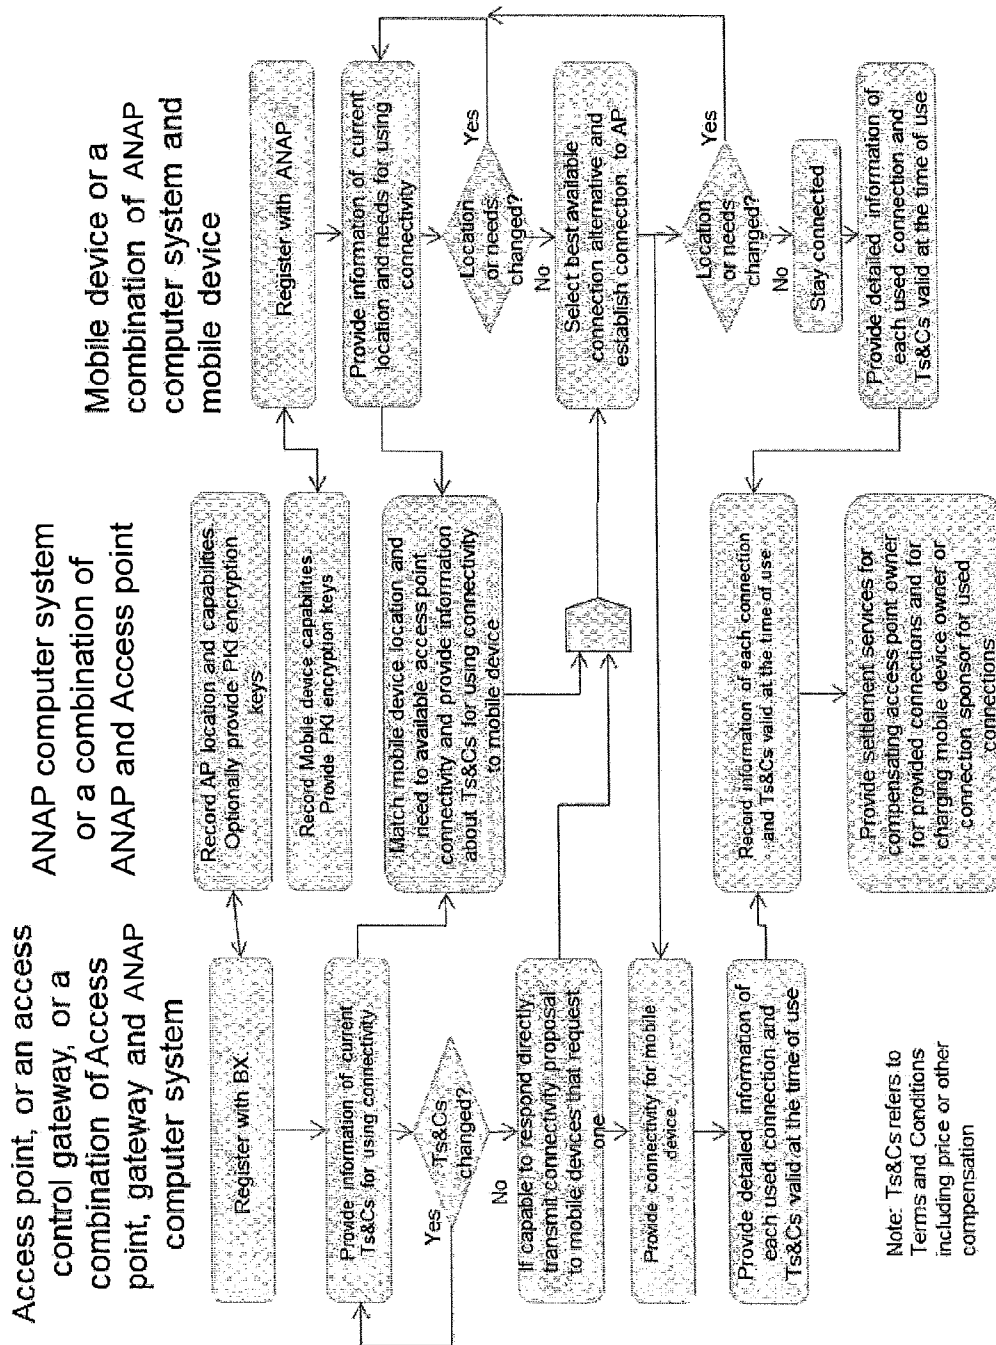 Access point, or an access
control gateway, or a
combination of Access
point, gateway and ANAP
computer system
Register with BX
Provide information of current
Ts&Cs for using connectivity
Ts&Cs
changed?
Yes
No
If capable to respond directly,
transmit connectivity proposal
to mobile devices that request
one
Provide connectivity for mobile
device
Provide detailed information of
each used connection and
Ts&Cs valid at the time of use
Note: Ts&Cs refers to
Terms and Conditions
including price or other
compensation
ANAP computer system
or a combination of
ANAP and Access point
Record AP location and capabilities.
Optionally provide PKI encryption
keys
Record Mobile device capabilities.
Provide PKI encryption keys
Match mobile device location and
need to available access point
connectivity and provide information
about Ts&Cs for using connectivity
to mobile device
Record information of each connection
and Ts&Cs valid at the time of use
Provide settlement services for
compensating access point owner
for provided connections and for
charging mobile device owner or
connection sponsor for used
connections
Mobile device or a
combination of ANAP
computer system and
mobile device
Register with ANAP
Provide information of current
location and needs for using
connectivity
Location
or needs
changed?
Yes
No
Select best available
connection alternative and
establish connection to AP
Location
or needs
changed?
Yes
No
Stay connected
Provide detailed information of
each used connection and
Ts&Cs valid at the time of use